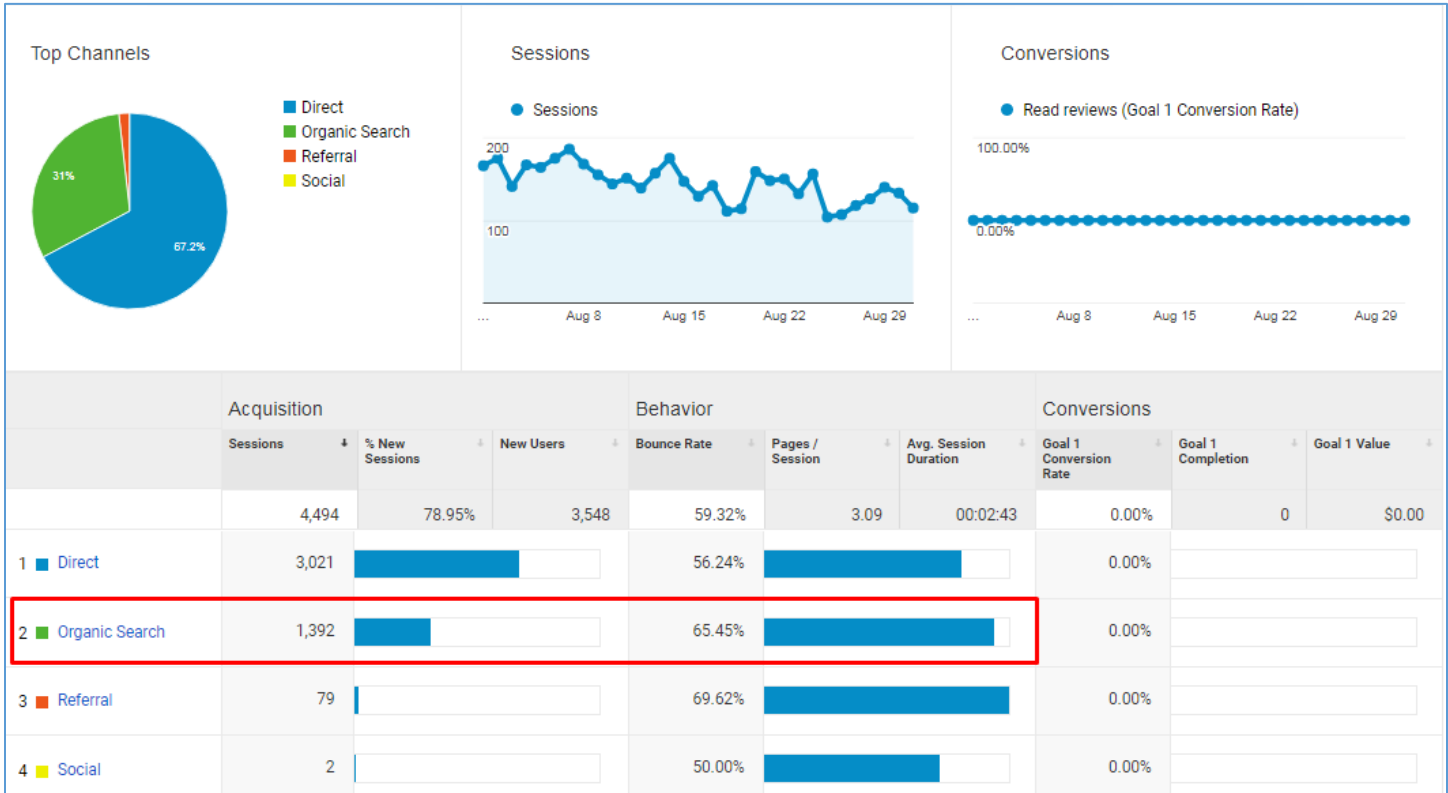 Top Channels
Direct
Organic Search
Referral
Social
31%
67.2%
Sessions
Sessions
200
100
...
Aug 8
Aug 15
Aug 22
Aug 29
Conversions
Read reviews (Goal 1 Conversion Rate)
100.00%
0.00%
...
Aug 8
Aug 15
Aug 22
Aug 29
Acquisition
Behavior
Conversions
Sessions
% New
Sessions
New Users
Bounce Rate
Pages /
Session
Avg. Session
Duration
Goal 1
Conversion
Rate
Goal 1
Completion
Goal 1 Value
4,494 78.95% 3,548 59.32% 3.09 00:02:43 0.00% 0 $0.00
1 Direct 3,021 56.24% 0.00%
2 Organic Search 1,392 65.45% 0.00%
3 Referral 79 69.62% 0.00%
4 Social 2 50.00% 0.00%